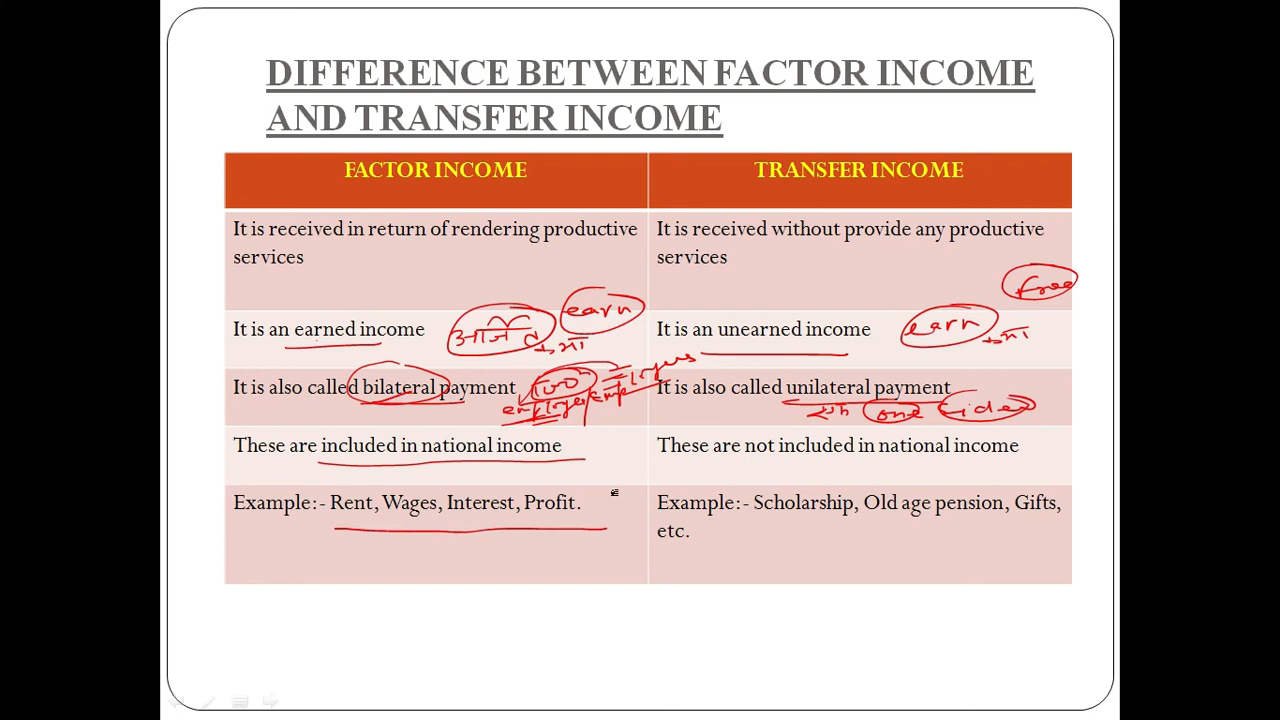 DIFFERENCE BETWEEN FACTOR INCOME
AND TRANSFER INCOME
FACTOR INCOME
TRANSFER INCOME
It is received in return of rendering productive
services
It is received without provide any productive
services
free
It is an earned income
earn
It is an unearned income
earn
It is also called bilateral payment
100
It is also called unilateral payment
one side
These are included in national income
These are not included in national income
Example:- Rent, Wages, Interest, Profit.
Example:- Scholarship, Old age pension, Gifts,
etc.